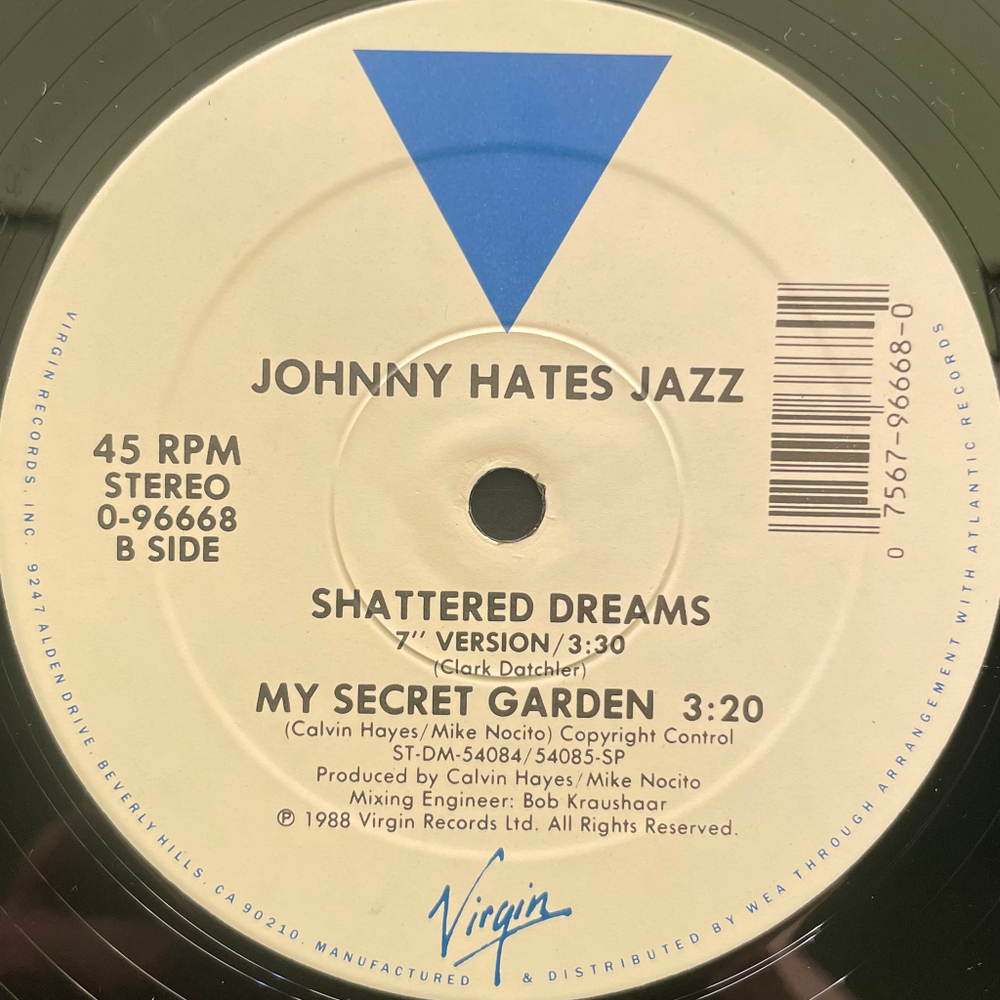 JOHNNY HATES JAZZ
45 RPM
STEREO
0-96668
B SIDE
0 7567-96668-0
SHATTERED DREAMS
7" VERSION/3:30
(Clark Datchler)
MY SECRET GARDEN 3:20
(Calvin Hayes/Mike Nocito) Copyright Control
ST-DM-54084/54085-SP
Produced by Calvin Hayes/Mike Nocito
Mixing Engineer: Bob Kraushaar
℗ 1988 Virgin Records Ltd. All Rights Reserved.
Virgin
VIRGIN RECORDS, INC. 9247 ALDEN DRIVE. BEVERLY HILLS. CA 90210. MANUFACTURED & DISTRIBUTED BY WEA THROUGH ARRANGEMENT WITH ATLANTIC RECORDS